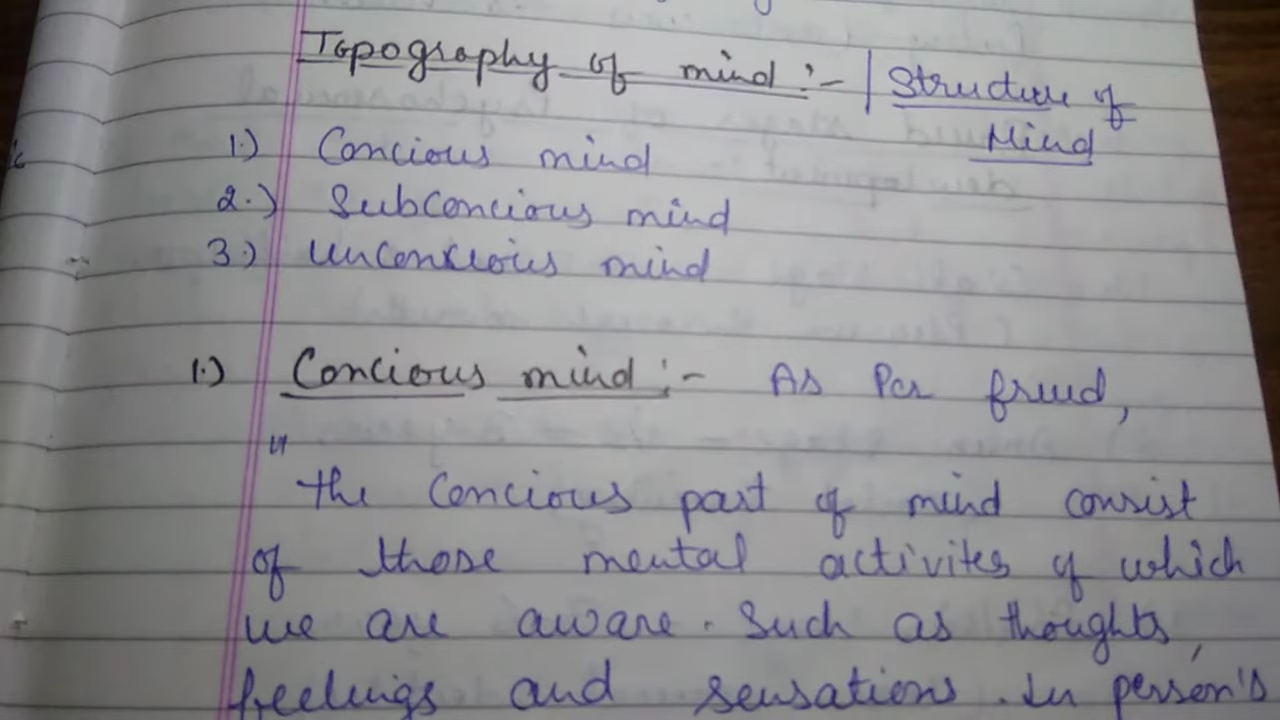 Topography of mind :- | Structure of
Mind
1.) Concious mind
2.) Subconcious mind
3.) Unconscious mind
1.) Concious mind :- As Per freud,
"
the Concious part of mind consist
of those mental activites of which
we are aware. Such as thoughts,
feelings and sensations. In person's